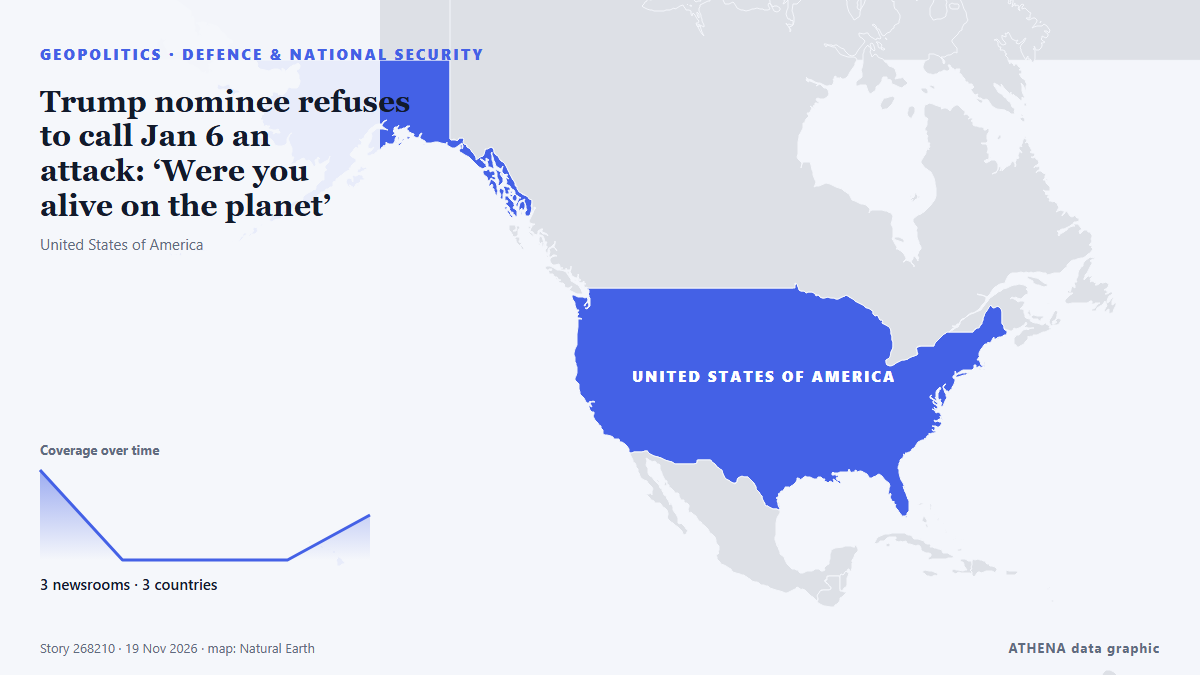 GEOPOLITICS · DEFENCE & NATIONAL SECURITY
Trump nominee refuses
to call Jan 6 an
attack: ‘Were you
alive on the planet’
United States of America
UNITED STATES OF AMERICA
Coverage over time
3 newsrooms · 3 countries
Story 268210 · 19 Nov 2026 · map: Natural Earth
ATHENA data graphic